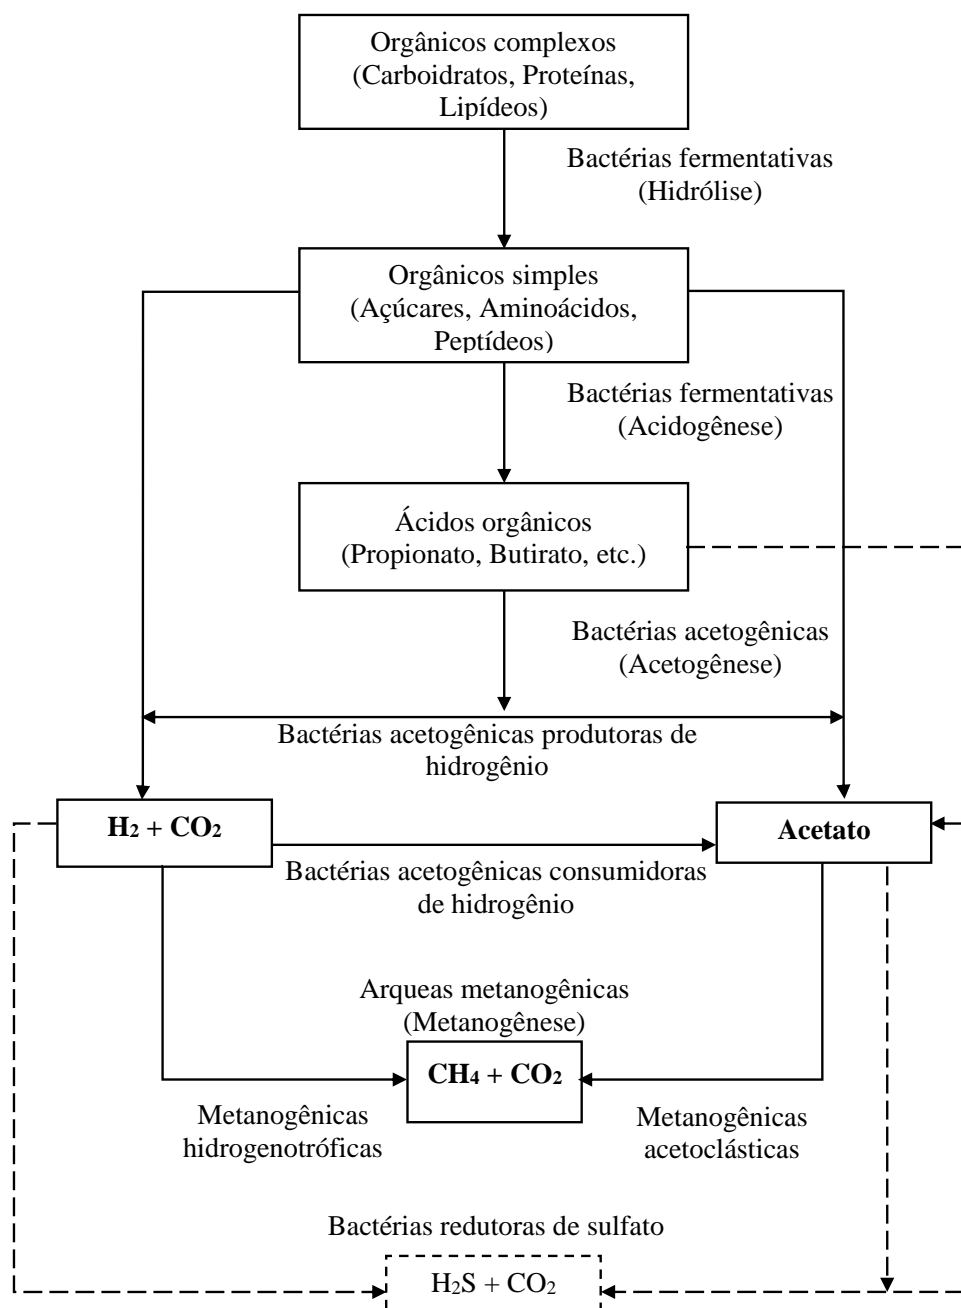 Orgânicos complexos
(Carboidratos, Proteínas,
Lipídeos)
Bactérias fermentativas
(Hidrólise)
Orgânicos simples
(Açúcares, Aminoácidos,
Peptídeos)
Bactérias fermentativas
(Acidogênese)
Ácidos orgânicos
(Propionato, Butirato, etc.)
Bactérias acetogênicas
(Acetogênese)
Bactérias acetogênicas produtoras de
hidrogênio
H2 + CO2
Acetato
Bactérias acetogênicas consumidoras
de hidrogênio
Arqueas metanogênicas
(Metanogênese)
CH4 + CO2
Metanogênicas
hidrogenotróficas
Metanogênicas
acetoclásticas
Bactérias redutoras de sulfato
H2S + CO2